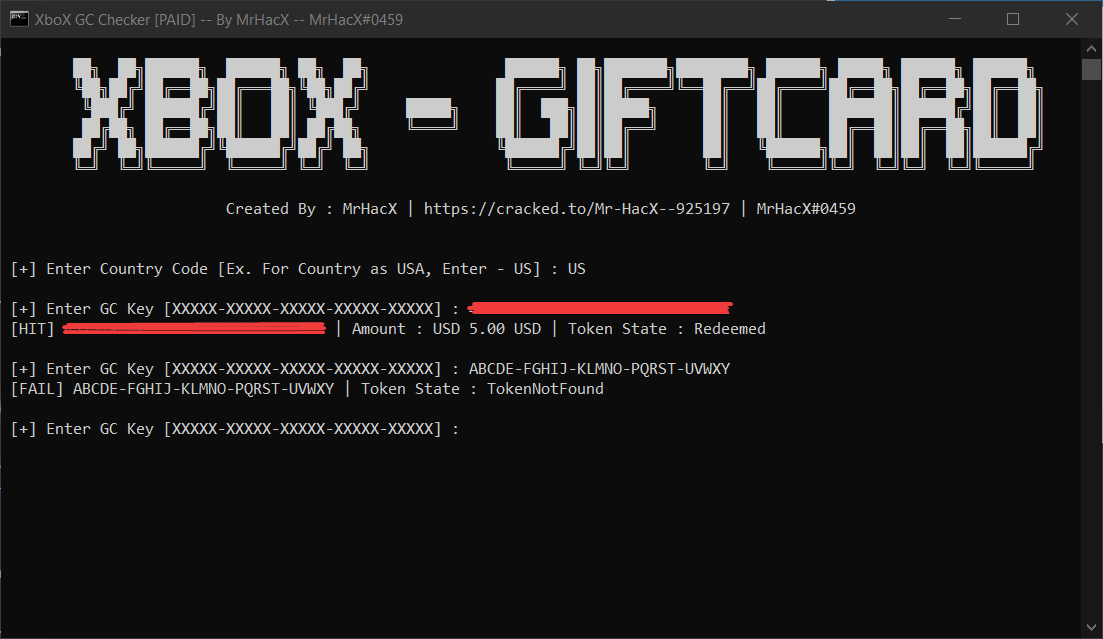 XboX GC Checker [PAID] -- By MrHacX -- MrHacX#0459
XBOX - GIFTCARD
Created By : MrHacX | https://cracked.to/Mr-HacX--925197 | MrHacX#0459
[+] Enter Country Code [Ex. For Country as USA, Enter - US] : US
[+] Enter GC Key [XXXXX-XXXXX-XXXXX-XXXXX-XXXXX] :
[HIT] | Amount : USD 5.00 USD | Token State : Redeemed
[+] Enter GC Key [XXXXX-XXXXX-XXXXX-XXXXX-XXXXX] : ABCDE-FGHIJ-KLMNO-PQRST-UVWXY
[FAIL] ABCDE-FGHIJ-KLMNO-PQRST-UVWXY | Token State : TokenNotFound
[+] Enter GC Key [XXXXX-XXXXX-XXXXX-XXXXX-XXXXX] :